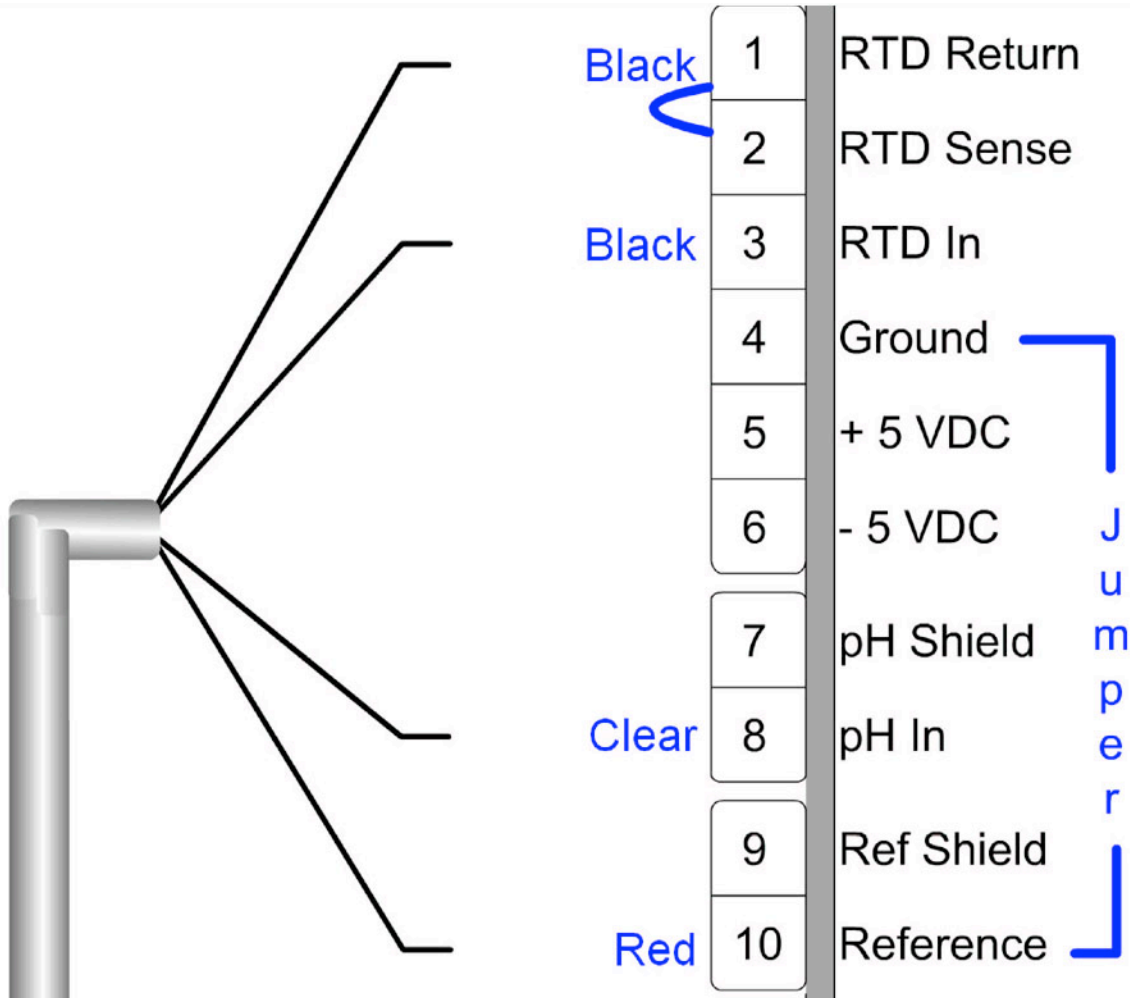 Black 1 RTD Return
2 RTD Sense
Black 3 RTD In
4 Ground
5 + 5 VDC
6 - 5 VDC
7 pH Shield
Clear 8 pH In
9 Ref Shield
Red 10 Reference
Jumper